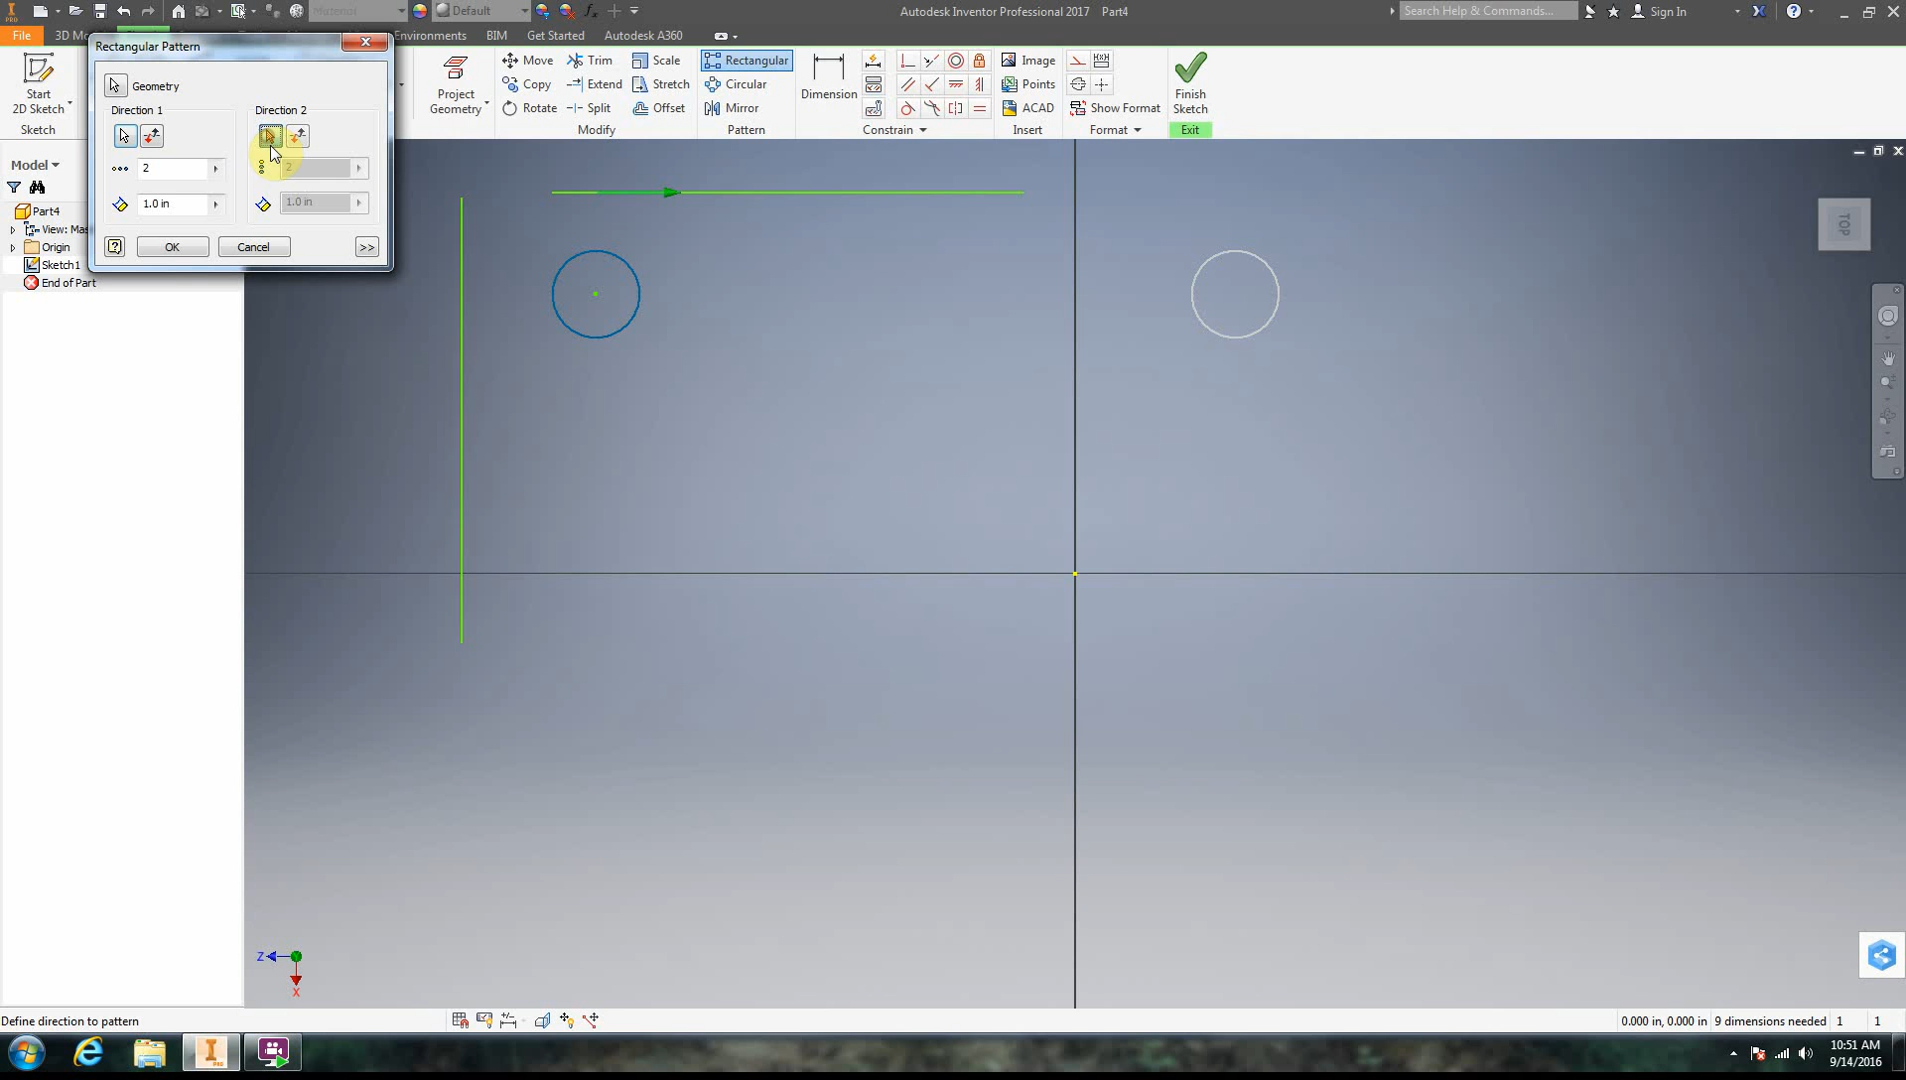 Material
Default
Autodesk Inventor Professional 2017 Part4
Search Help & Commands...
Sign In
PRO
File
3D M
Environments
BIM
Get Started
Autodesk A360
Rectangular Pattern
Geometry
Direction 1
Direction 2
2
2
1.0 in
1.0 in
OK
Cancel
>>
Start
2D Sketch
Sketch
Project
Geometry
Move
Copy
Rotate
Trim
Extend
Split
Scale
Stretch
Offset
Modify
Rectangular
Circular
Mirror
Pattern
Dimension
Constrain
Image
Points
ACAD
Insert
Show Format
Format
Finish
Sketch
Exit
Model
Part4
View: Mas
Origin
Sketch1
End of Part
TOP
Z
X
Define direction to pattern
0.000 in, 0.000 in 9 dimensions needed 1 1
10:51 AM
9/14/2016